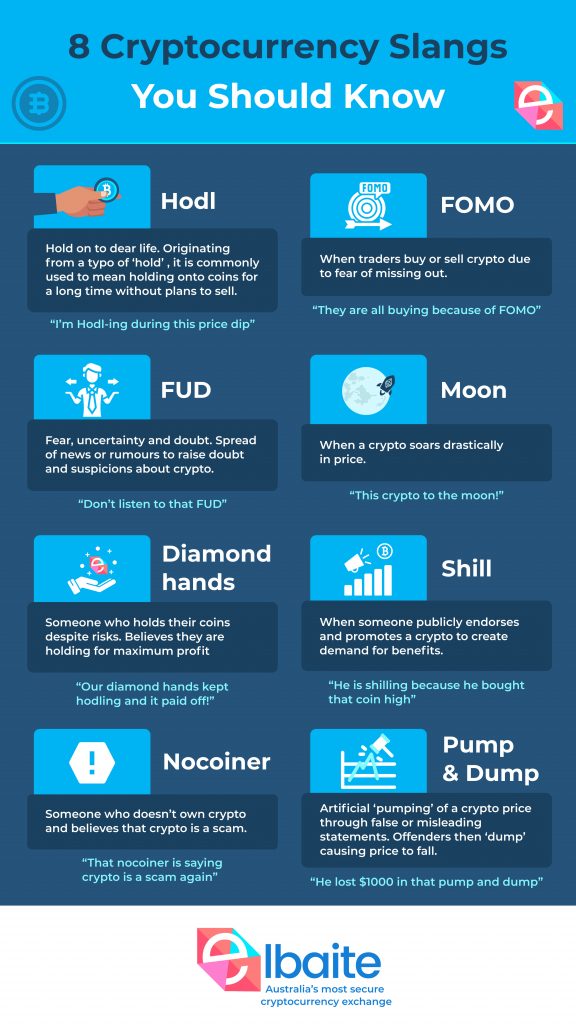 8 Cryptocurrency Slangs
You Should Know
Hodl
Hold on to dear life. Originating
from a typo of ‘hold’ , it is commonly
used to mean holding onto coins for
a long time without plans to sell.
“I’m Hodl-ing during this price dip”
FOMO
FOMO
When traders buy or sell crypto due
to fear of missing out.
“They are all buying because of FOMO”
FUD
Fear, uncertainty and doubt. Spread
of news or rumours to raise doubt
and suspicions about crypto.
“Don’t listen to that FUD”
Moon
When a crypto soars drastically
in price.
“This crypto to the moon!”
Diamond
hands
Someone who holds their coins
despite risks. Believes they are
holding for maximum profit
“Our diamond hands kept
hodling and it paid off!”
Shill
When someone publicly endorses
and promotes a crypto to create
demand for benefits.
“He is shilling because he bought
that coin high”
Nocoiner
Someone who doesn’t own crypto
and believes that crypto is a scam.
“That nocoiner is saying
crypto is a scam again”
Pump
& Dump
Artificial ‘pumping’ of a crypto price
through false or misleading
statements. Offenders then ‘dump’
causing price to fall.
“He lost $1000 in that pump and dump”
elbaite
Australia’s most secure
cryptocurrency exchange